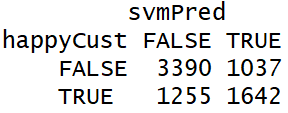 svmPred
happyCust FALSE TRUE
FALSE 3390 1037
TRUE 1255 1642